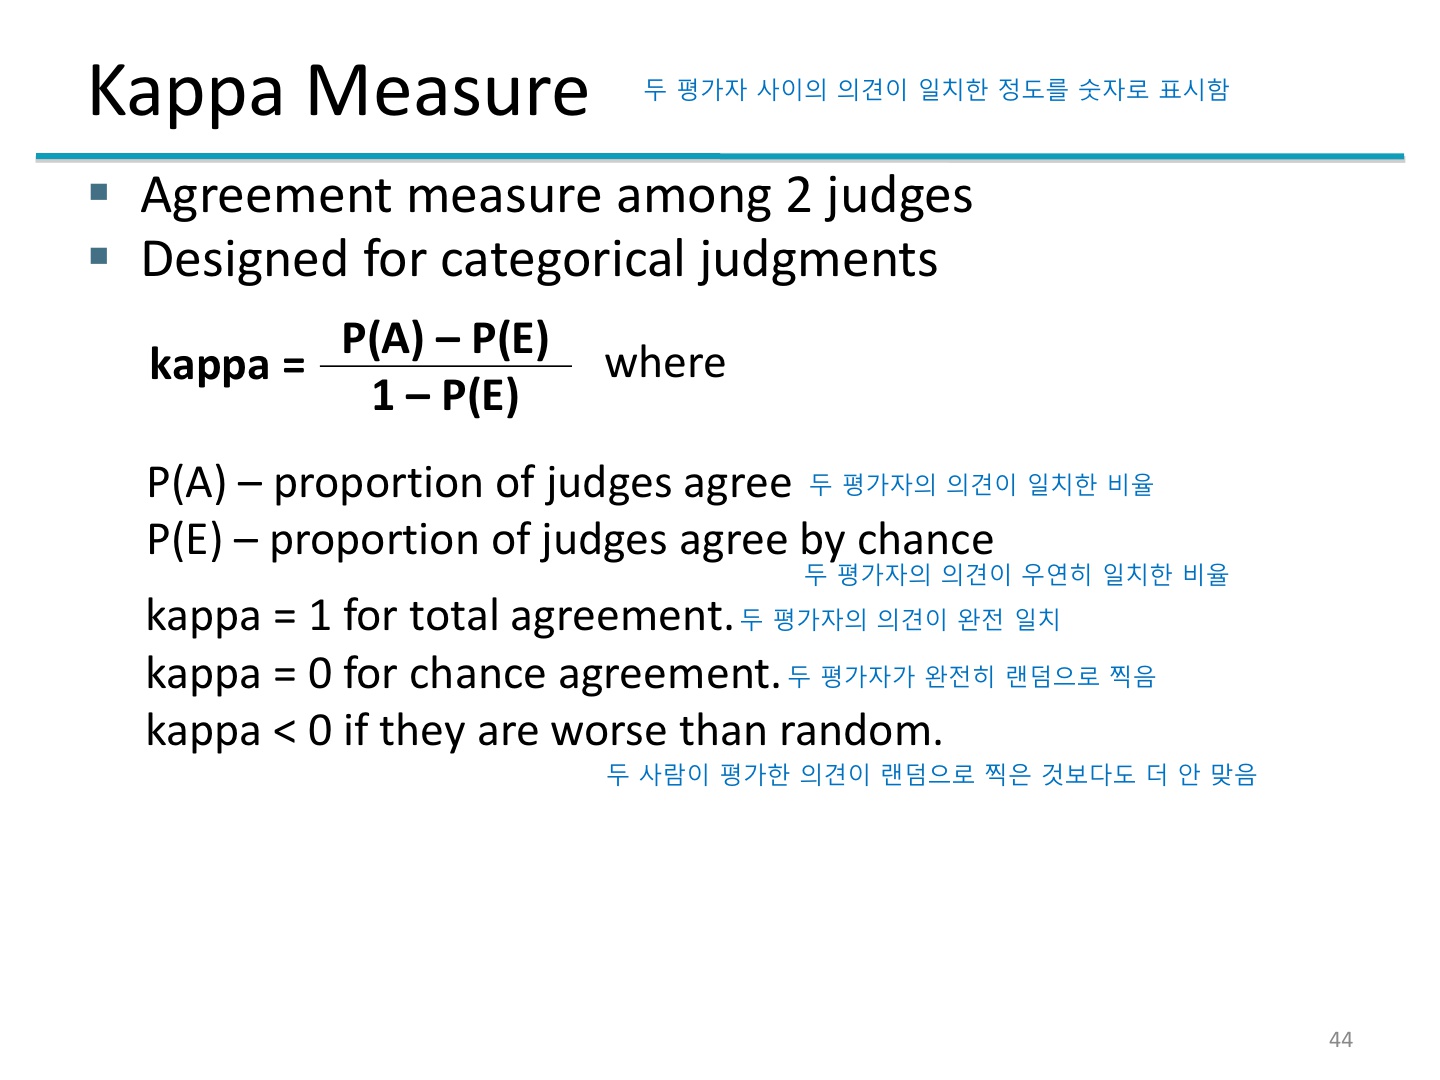 Kappa Measure 두 평가자 사이의 의견이 일치한 정도를 숫자로 표시함
▪ Agreement measure among 2 judges
▪ Designed for categorical judgments
P(A) – P(E)
kappa = where
1 – P(E)
P(A) – proportion of judges agree 두 평가자의 의견이 일치한 비율
P(E) – proportion of judges agree by chance
두 평가자의 의견이 우연히 일치한 비율
kappa = 1 for total agreement. 두 평가자의 의견이 완전 일치
kappa = 0 for chance agreement. 두 평가자가 완전히 랜덤으로 찍음
kappa < 0 if they are worse than random.
두 사람이 평가한 의견이 랜덤으로 찍은 것보다도 더 안 맞음
44